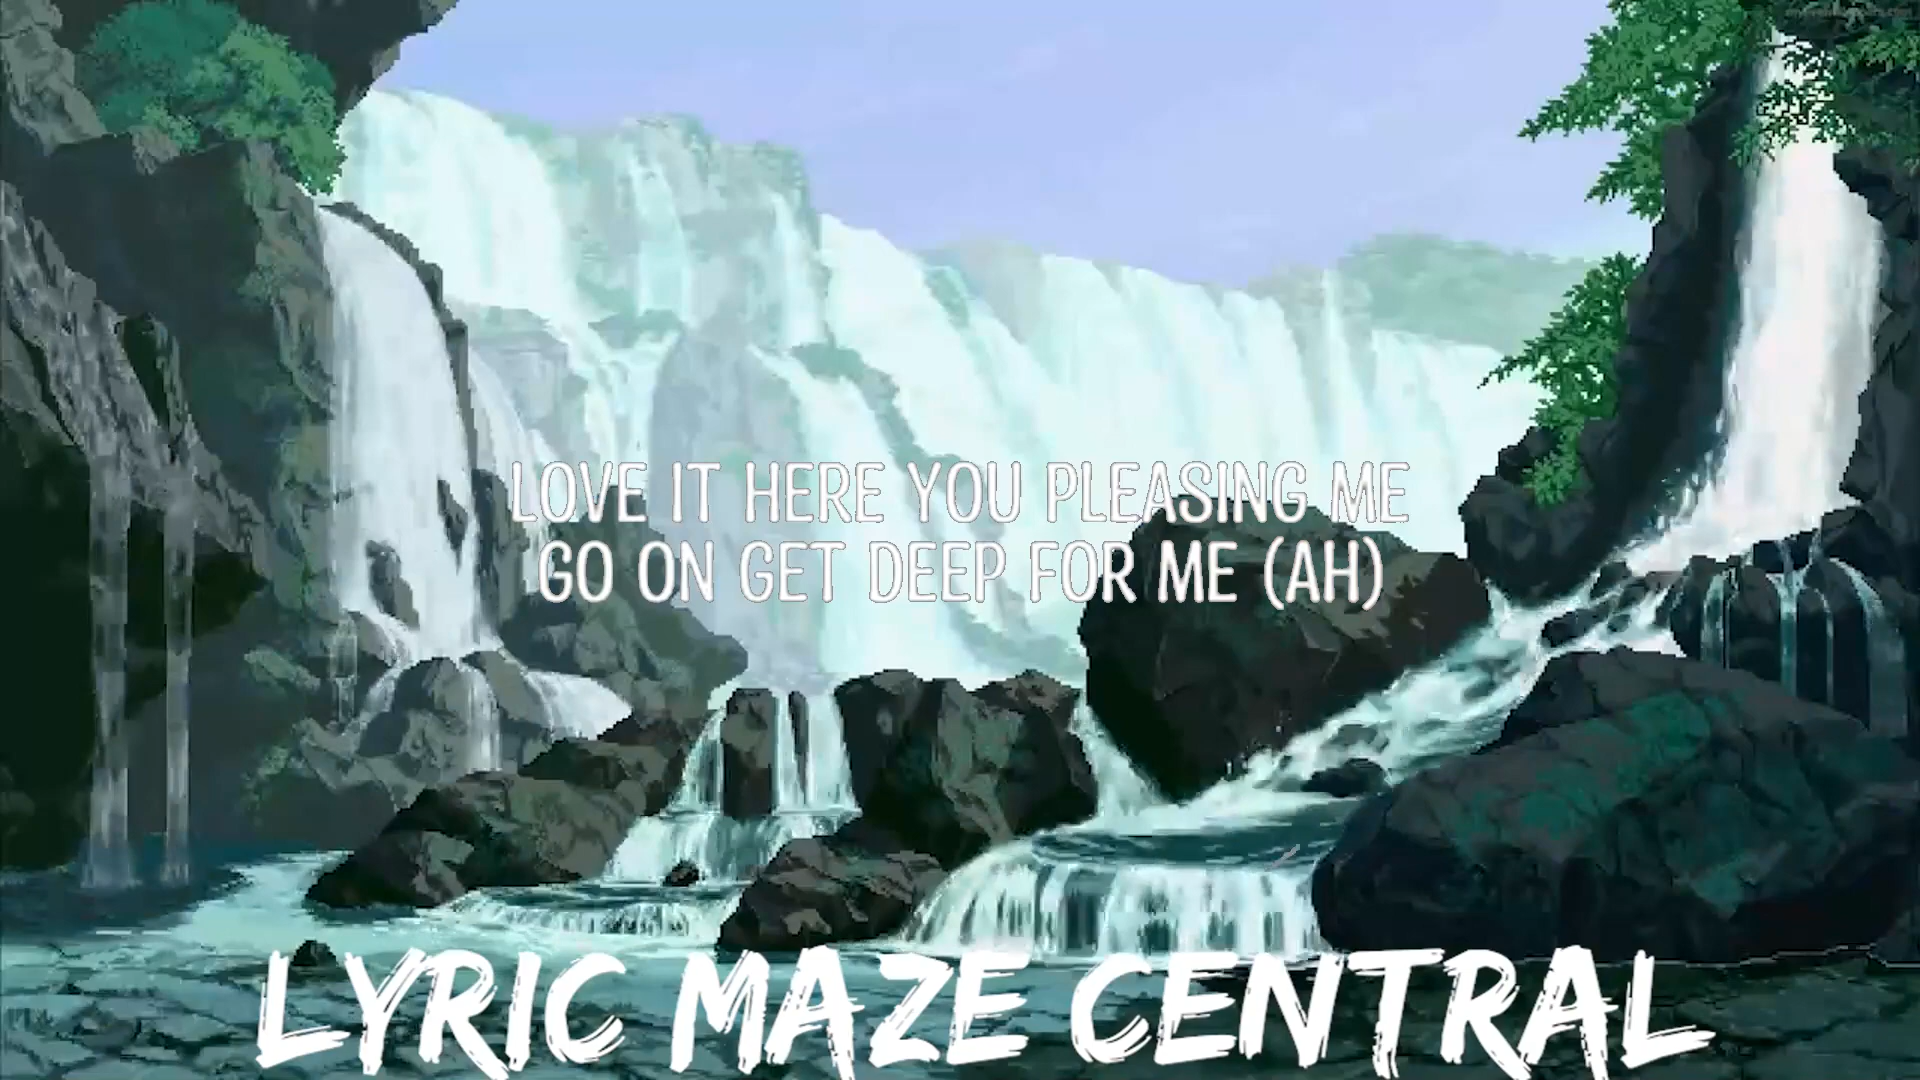 LOVE IT HERE YOU PLEASING ME
GO ON GET DEEP FOR ME (AH)
LYRIC MAZE CENTRAL